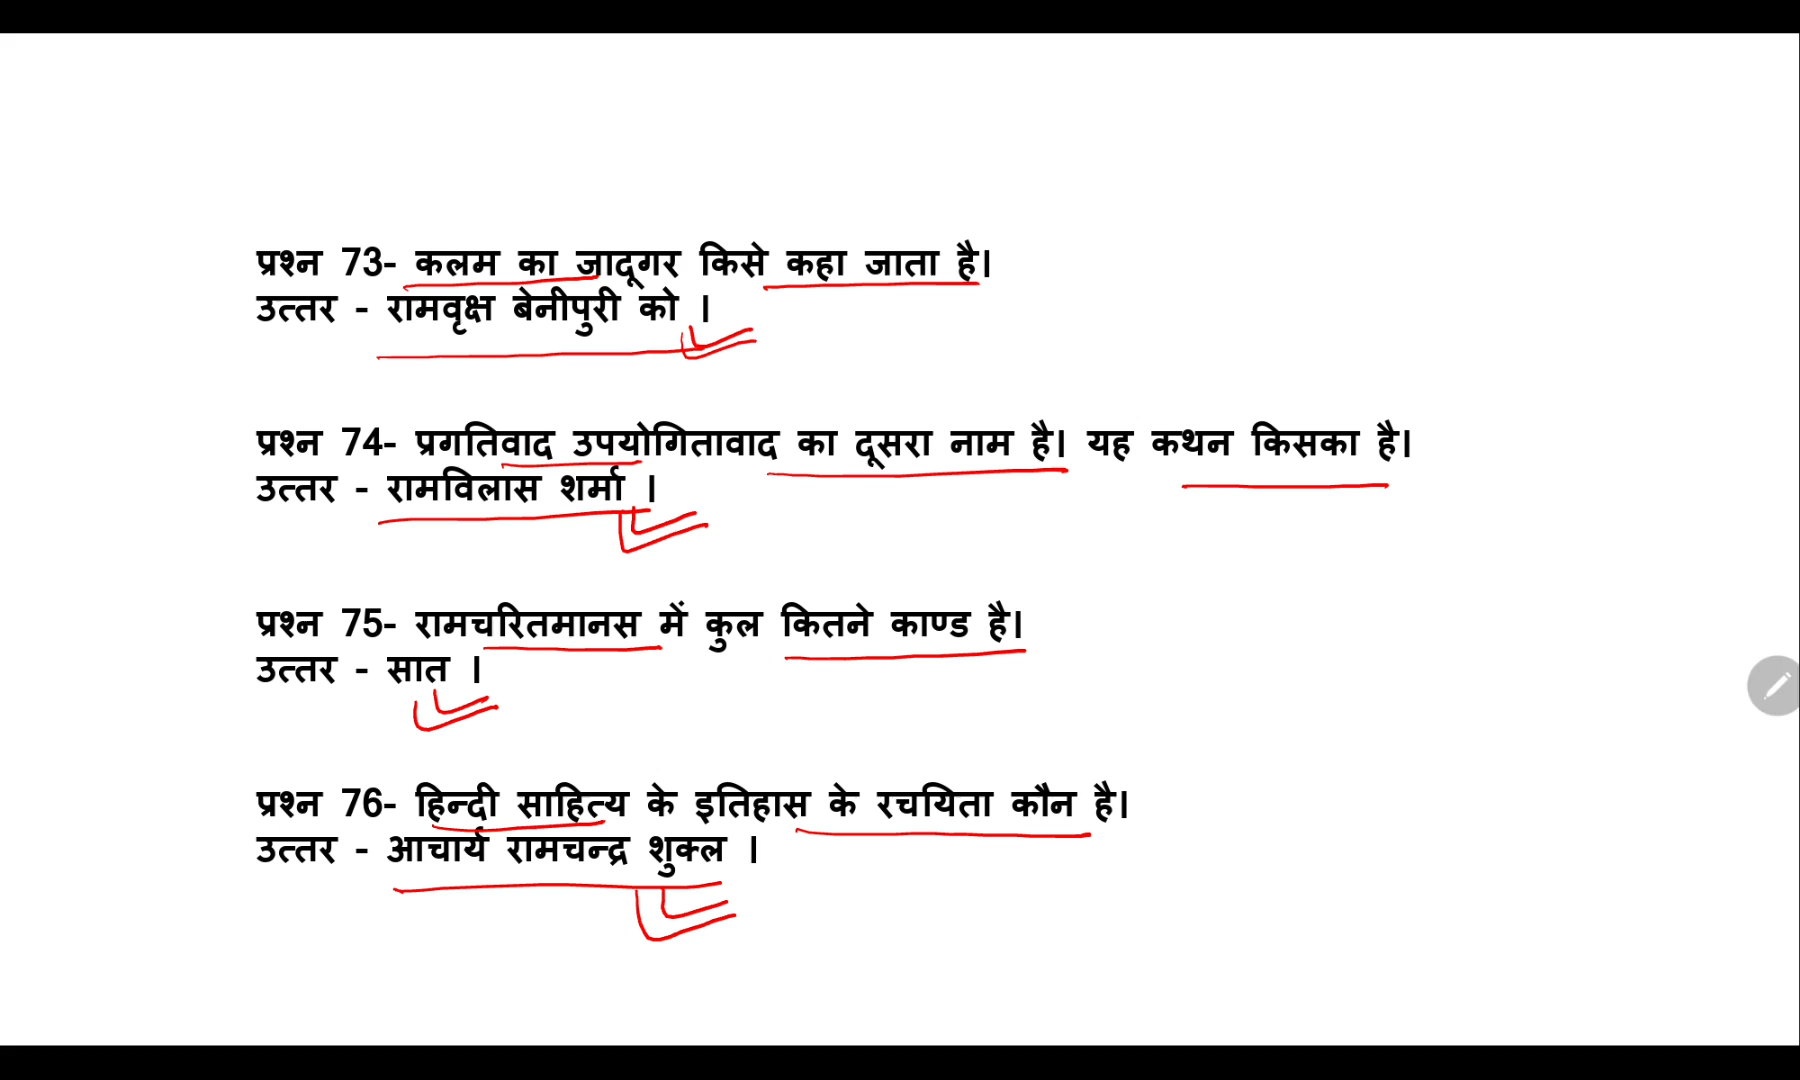 प्रश्न 73- कलम का जादूगर किसे कहा जाता है।
उत्तर - रामवृक्ष बेनीपुरी को ।
प्रश्न 74- प्रगतिवाद उपयोगितावाद का दूसरा नाम है। यह कथन किसका है।
उत्तर - रामविलास शर्मा ।
प्रश्न 75- रामचरितमानस में कुल कितने काण्ड है।
उत्तर - सात ।
प्रश्न 76- हिन्दी साहित्य के इतिहास के रचयिता कौन है।
उत्तर - आचार्य रामचन्द्र शुक्ल ।